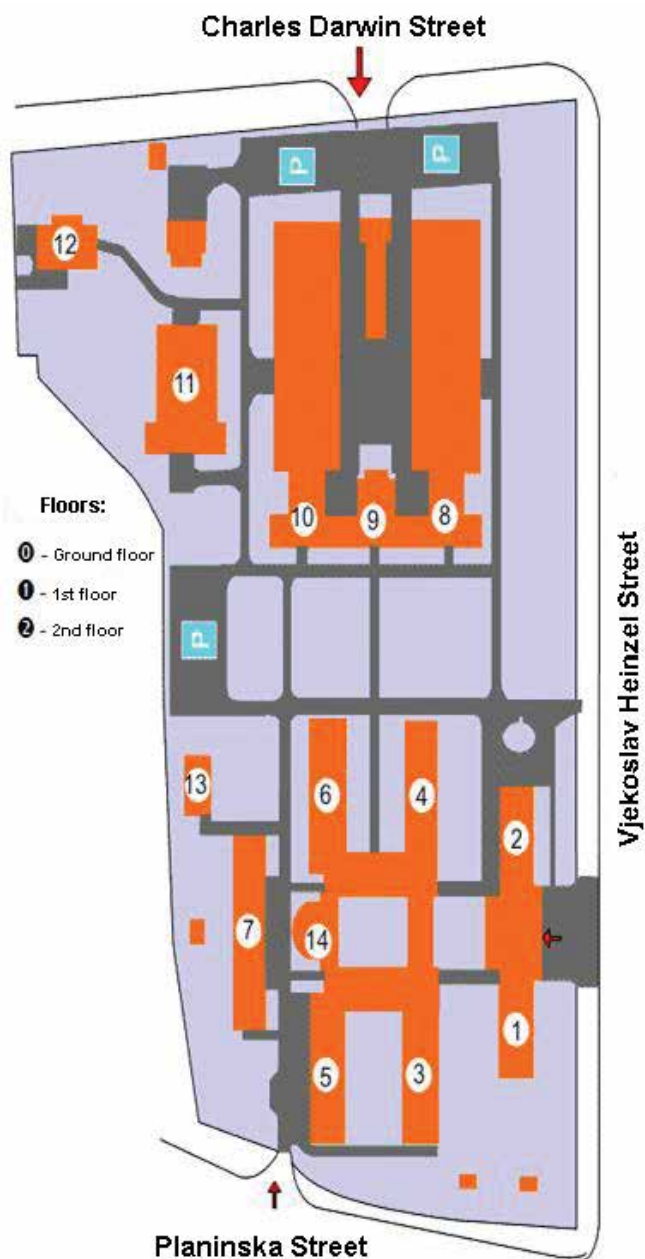 Charles Darwin Street
P
P
12
11
10
9
8
Floors:
0 - Ground floor
1 - 1st floor
2 - 2nd floor
P
Vjekoslav Heinzel Street
13
6
4
2
7
14
1
5
3
Planinska Street